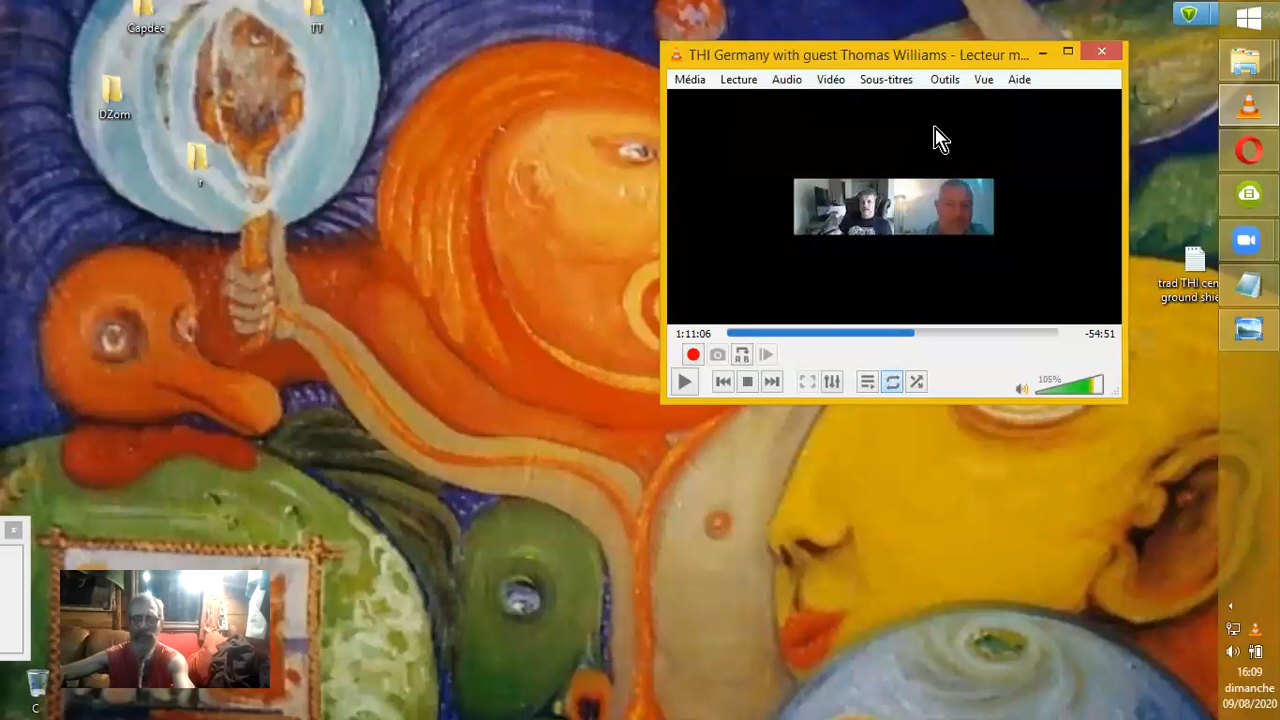 Capdec
TT
DZom
r
THI Germany with guest Thomas Williams - Lecteur m...
Média Lecture Audio Vidéo Sous-titres Outils Vue Aide
1:11:06
-54:51
A B
105%
trad THI cen
ground shie
x
C
16:09
dimanche
09/08/2020